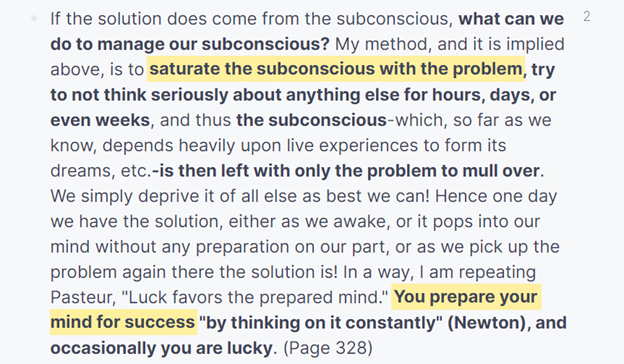 If the solution does come from the subconscious, what can we
2
do to manage our subconscious? My method, and it is implied
above, is to saturate the subconscious with the problem, try
to not think seriously about anything else for hours, days, or
even weeks, and thus the subconscious-which, so far as we
know, depends heavily upon live experiences to form its
dreams, etc.-is then left with only the problem to mull over.
We simply deprive it of all else as best we can! Hence one day
we have the solution, either as we awake, or it pops into our
mind without any preparation on our part, or as we pick up the
problem again there the solution is! In a way, I am repeating
Pasteur, "Luck favors the prepared mind." You prepare your
mind for success "by thinking on it constantly" (Newton), and
occasionally you are lucky. (Page 328)